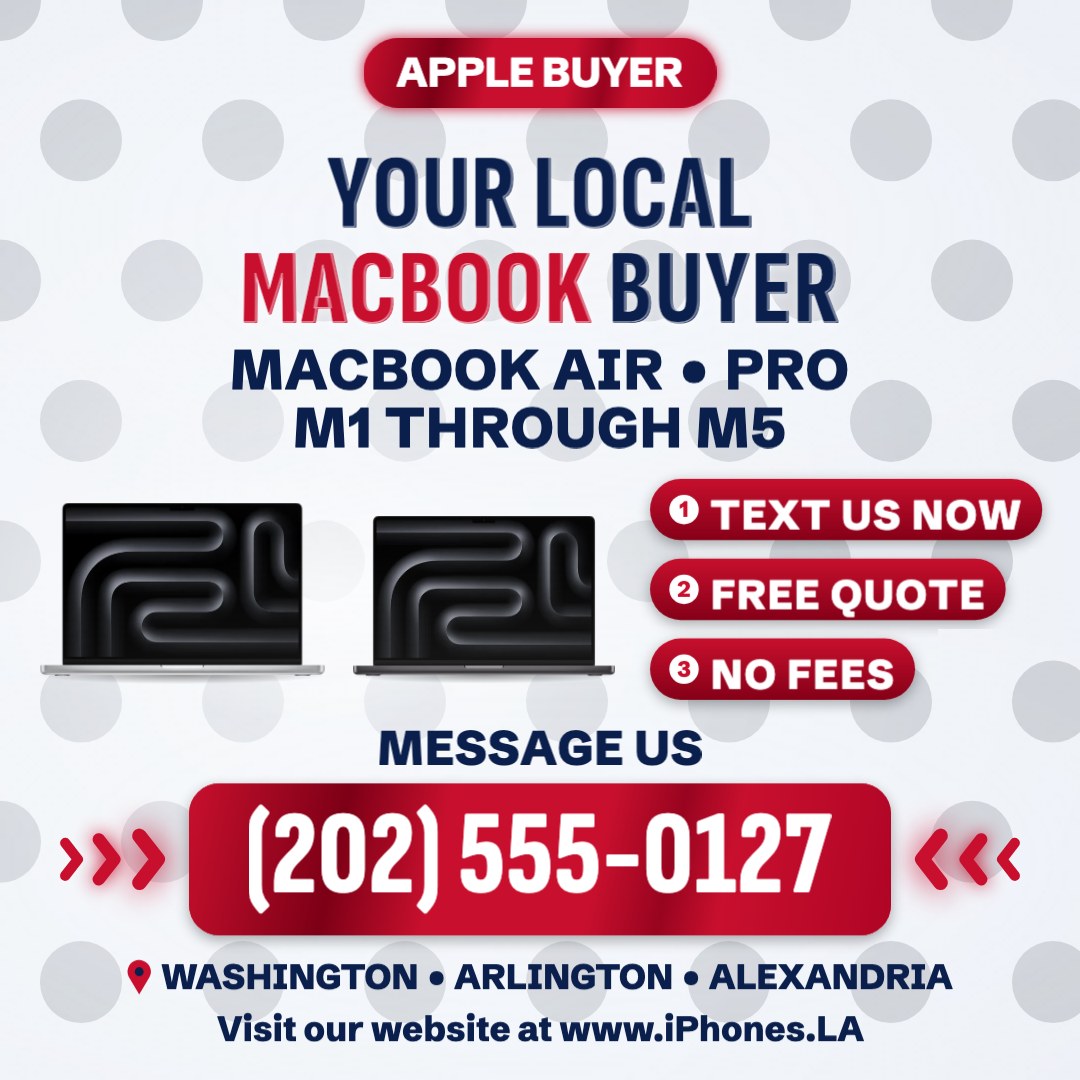 APPLE BUYER
YOUR LOCAL
MACBOOK BUYER
MACBOOK AIR • PRO
M1 THROUGH M5
1 TEXT US NOW
2 FREE QUOTE
3 NO FEES
MESSAGE US
(202) 555-0127
WASHINGTON • ARLINGTON • ALEXANDRIA
Visit our website at www.iPhones.LA